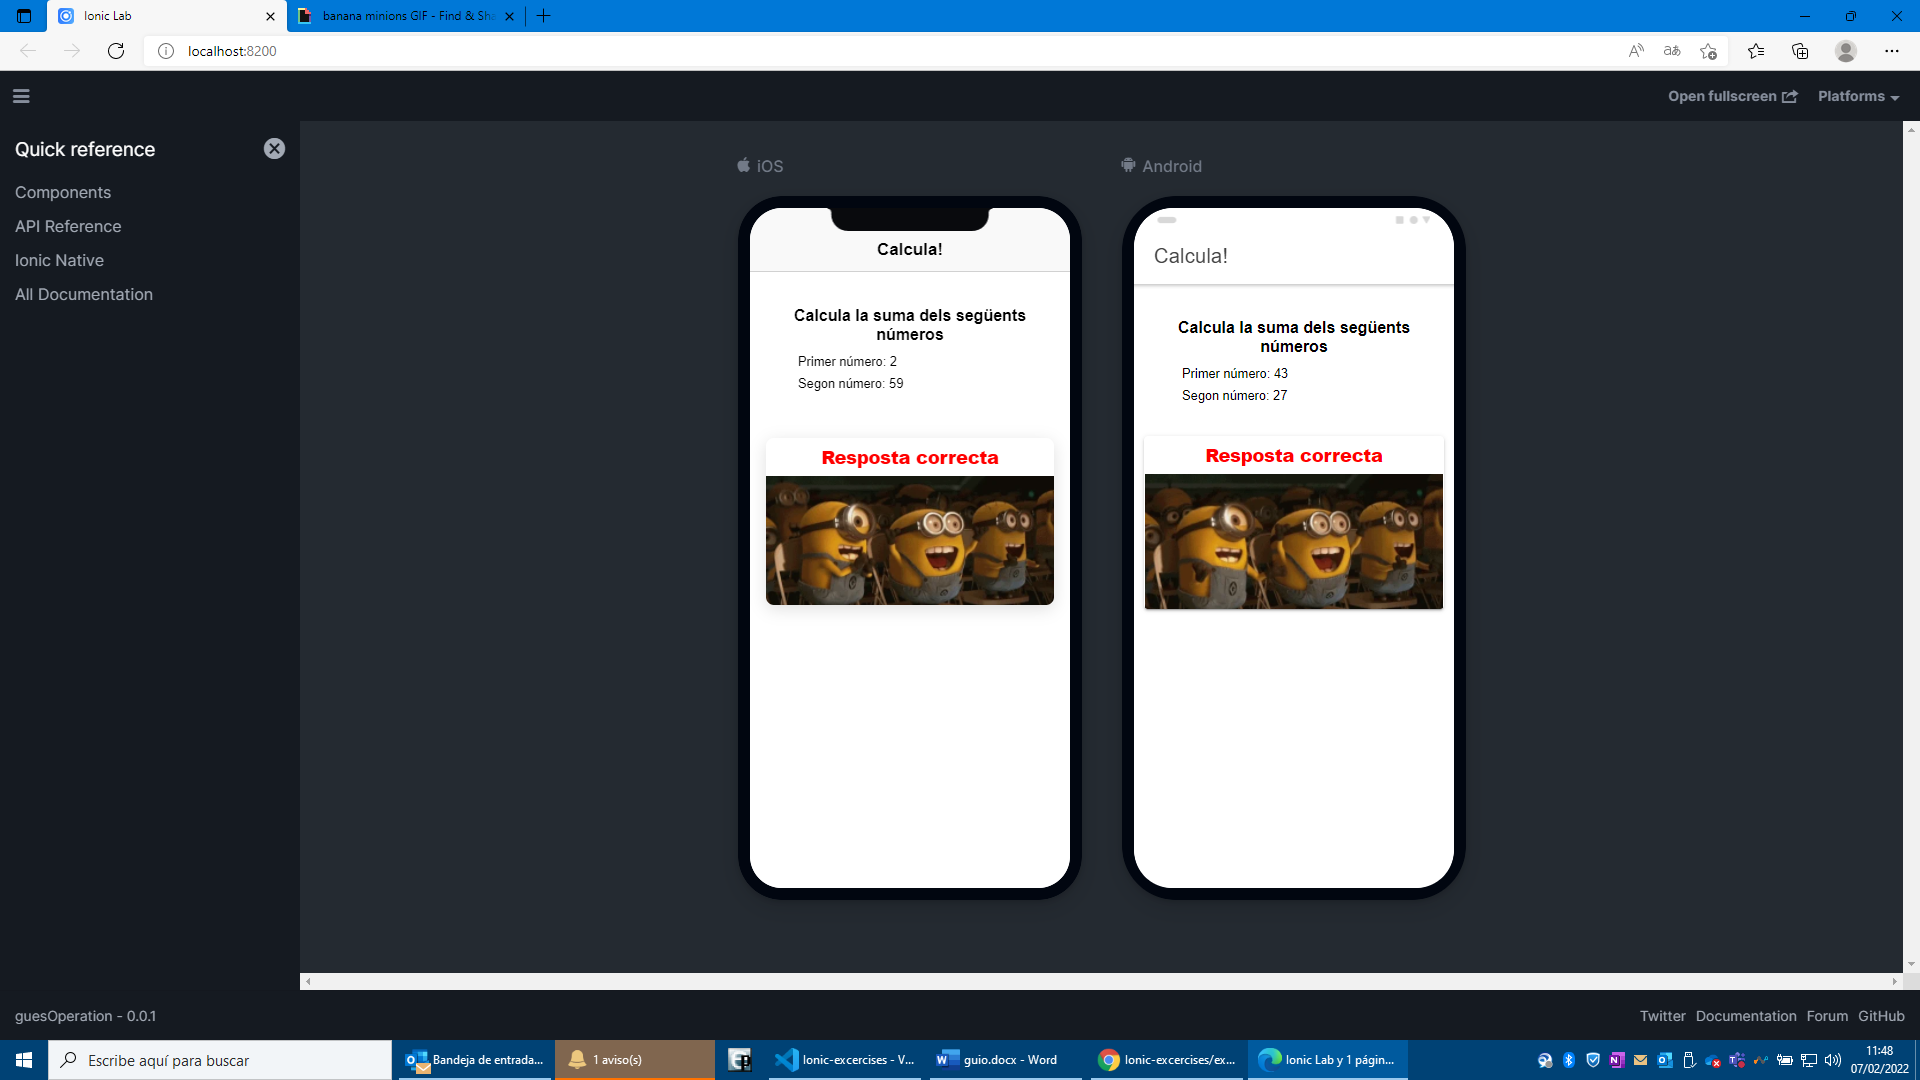 Ionic Lab
banana minions GIF - Find & Sha
localhost:8200
Open fullscreen
Platforms
Quick reference
Components
API Reference
Ionic Native
All Documentation
iOS
Calcula!
Calcula la suma dels següents
números
Primer número: 2
Segon número: 59
Resposta correcta
Android
Calcula!
Calcula la suma dels següents
números
Primer número: 43
Segon número: 27
Resposta correcta
guesOperation - 0.0.1
Twitter Documentation Forum GitHub
Escribe aquí para buscar
Bandeja de entrada...
1 aviso(s)
Ionic-excercises - V...
guio.docx - Word
Ionic-excercises/ex...
Ionic Lab y 1 págin...
11:48
07/02/2022